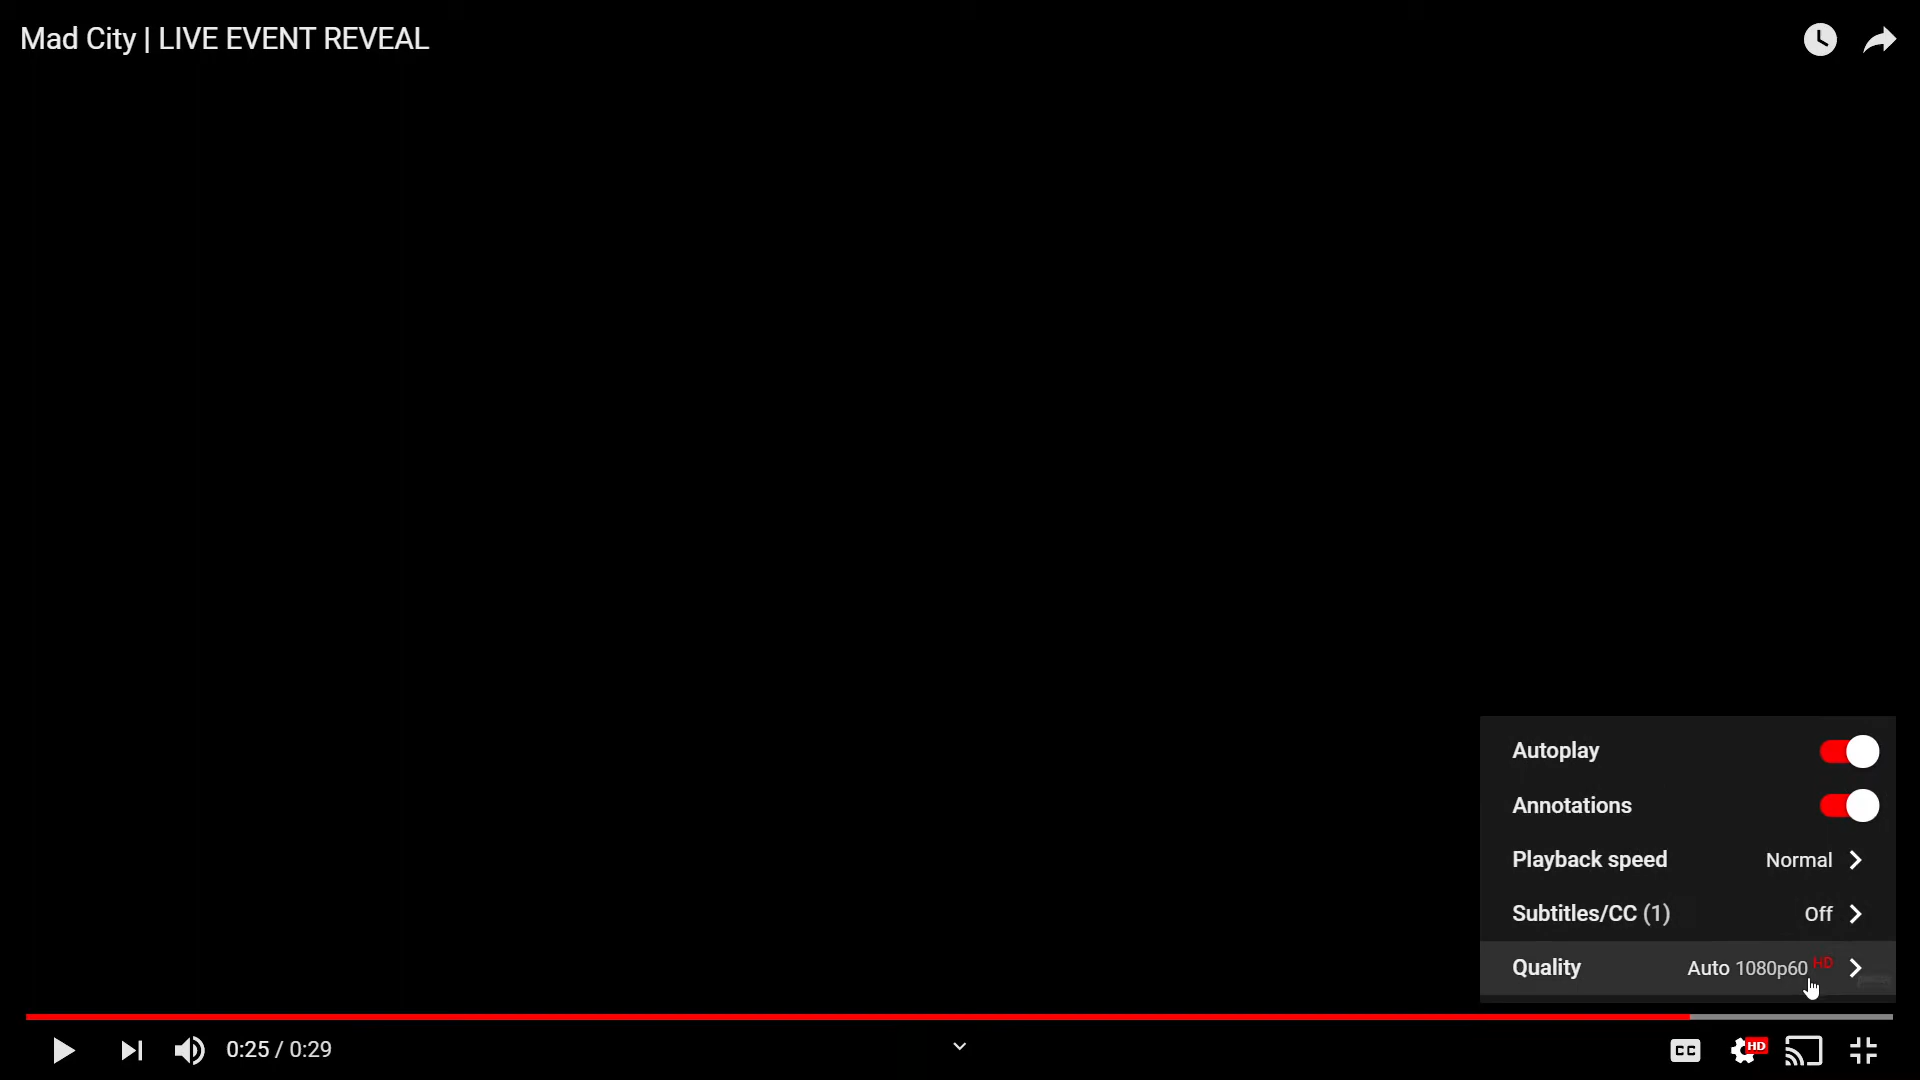 Mad City | LIVE EVENT REVEAL
Autoplay
Annotations
Playback speed Normal
Subtitles/CC (1) Off
Quality Auto 1080p60 HD
0:25 / 0:29
CC HD